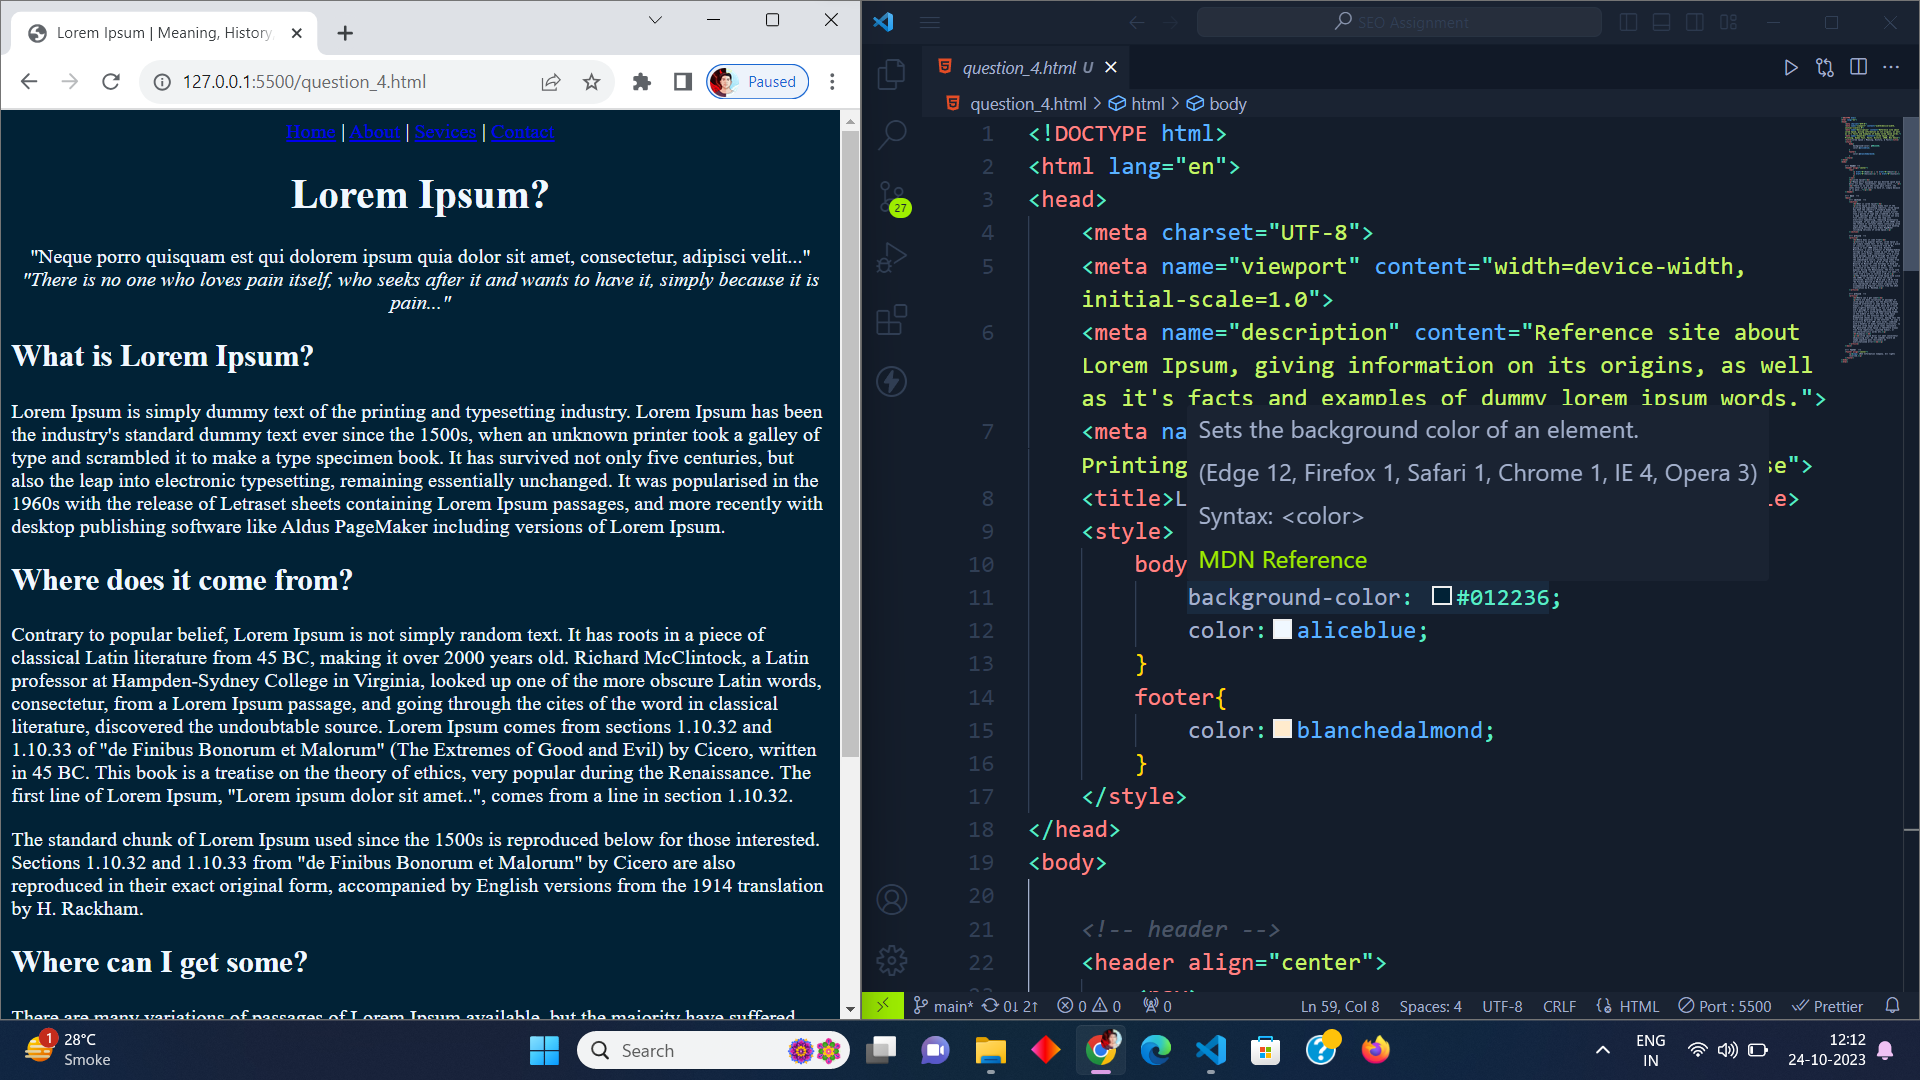 Lorem Ipsum | Meaning, History,
127.0.0.1:5500/question_4.html
Paused
Home | About | Sevices | Contact
Lorem Ipsum?
"Neque porro quisquam est qui dolorem ipsum quia dolor sit amet, consectetur, adipisci velit..."
"There is no one who loves pain itself, who seeks after it and wants to have it, simply because it is
pain..."
What is Lorem Ipsum?
Lorem Ipsum is simply dummy text of the printing and typesetting industry. Lorem Ipsum has been
the industry's standard dummy text ever since the 1500s, when an unknown printer took a galley of
type and scrambled it to make a type specimen book. It has survived not only five centuries, but
also the leap into electronic typesetting, remaining essentially unchanged. It was popularised in the
1960s with the release of Letraset sheets containing Lorem Ipsum passages, and more recently with
desktop publishing software like Aldus PageMaker including versions of Lorem Ipsum.
Where does it come from?
Contrary to popular belief, Lorem Ipsum is not simply random text. It has roots in a piece of
classical Latin literature from 45 BC, making it over 2000 years old. Richard McClintock, a Latin
professor at Hampden-Sydney College in Virginia, looked up one of the more obscure Latin words,
consectetur, from a Lorem Ipsum passage, and going through the cites of the word in classical
literature, discovered the undoubtable source. Lorem Ipsum comes from sections 1.10.32 and
1.10.33 of "de Finibus Bonorum et Malorum" (The Extremes of Good and Evil) by Cicero, written
in 45 BC. This book is a treatise on the theory of ethics, very popular during the Renaissance. The
first line of Lorem Ipsum, "Lorem ipsum dolor sit amet..", comes from a line in section 1.10.32.
The standard chunk of Lorem Ipsum used since the 1500s is reproduced below for those interested.
Sections 1.10.32 and 1.10.33 from "de Finibus Bonorum et Malorum" by Cicero are also
reproduced in their exact original form, accompanied by English versions from the 1914 translation
by H. Rackham.
Where can I get some?
There are many variations of passages of Lorem Ipsum available, but the majority have suffered
SEO Assignment
question_4.html U
question_4.html > html > body
27
1 <!DOCTYPE html>
2 <html lang="en">
3 <head>
4 <meta charset="UTF-8">
5 <meta name="viewport" content="width=device-width,
initial-scale=1.0">
6 <meta name="description" content="Reference site about
Lorem Ipsum, giving information on its origins, as well
as it's facts and examples of dummy lorem ipsum words.">
7 <meta na
Printing se">
8 <title>L le>
9 <style>
10 body
Sets the background color of an element.
(Edge 12, Firefox 1, Safari 1, Chrome 1, IE 4, Opera 3)
Syntax: <color>
MDN Reference
11 background-color: #012236;
12 color: aliceblue;
13 }
14 footer{
15 color: blanchedalmond;
16 }
17 </style>
18 </head>
19 <body>
20
21 <!-- header -->
22 <header align="center">
23 <nav>
main* 0↓ 2↑ 0 0 0
Ln 59, Col 8 Spaces: 4 UTF-8 CRLF HTML Port : 5500 Prettier
1
28°C
Smoke
Search
ENG
IN
12:12
24-10-2023